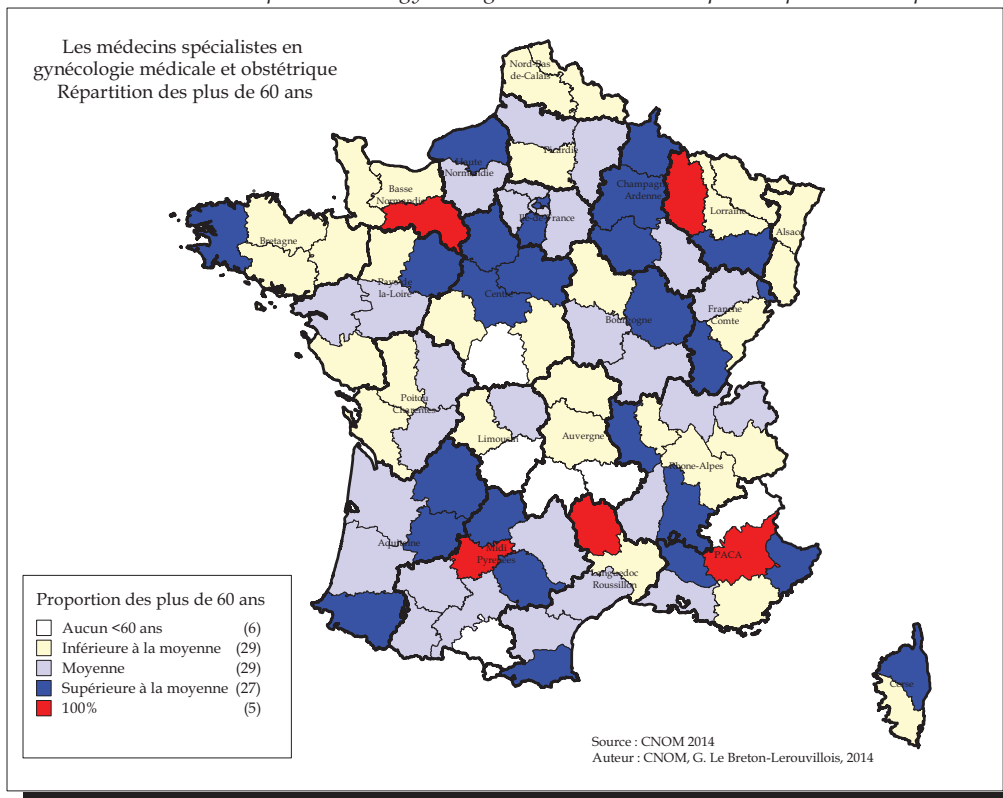 Les médecins spécialistes en
gynécologie médicale et obstétrique
Répartition des plus de 60 ans
Nord-Pas
de-Calais
Picardie
Haute
Normandie
Basse
Normandie
Champagne
Ardenne
Ile-de-France
Lorraine
Alsace
Bretagne
Pays de
la-Loire
Centre
Bourgogne
Franche
Comte
Poitou
Charentes
Limousin
Auvergne
Rhone-Alpes
Aquitaine
Midi
Pyrenées
PACA
Languedoc
Roussillon
Corse
Proportion des plus de 60 ans
Aucun <60 ans (6)
Inférieure à la moyenne (29)
Moyenne (29)
Supérieure à la moyenne (27)
100% (5)
Source : CNOM 2014
Auteur : CNOM, G. Le Breton-Lerouvillois, 2014